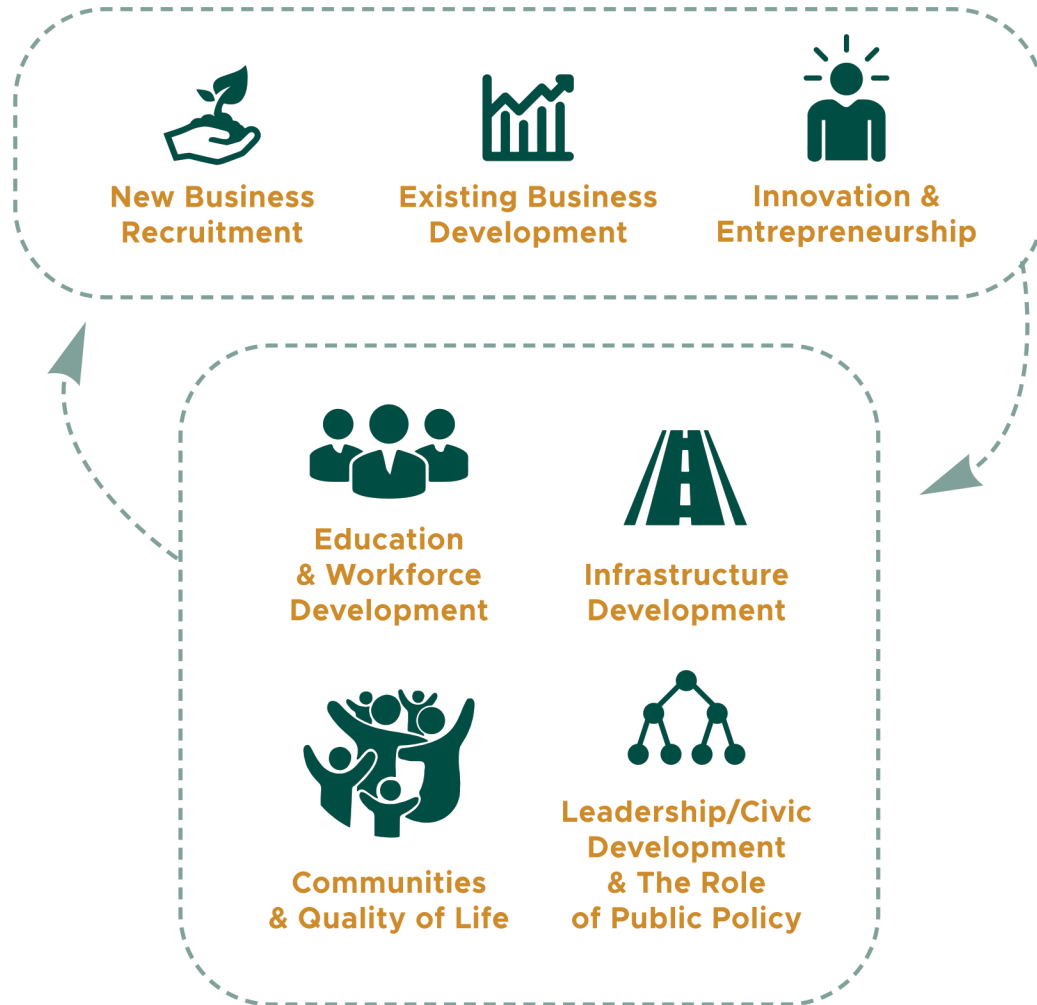 New Business
Recruitment
Existing Business
Development
Innovation &
Entrepreneurship
Education
& Workforce
Development
Infrastructure
Development
Communities
& Quality of Life
Leadership/Civic
Development
& The Role
of Public Policy